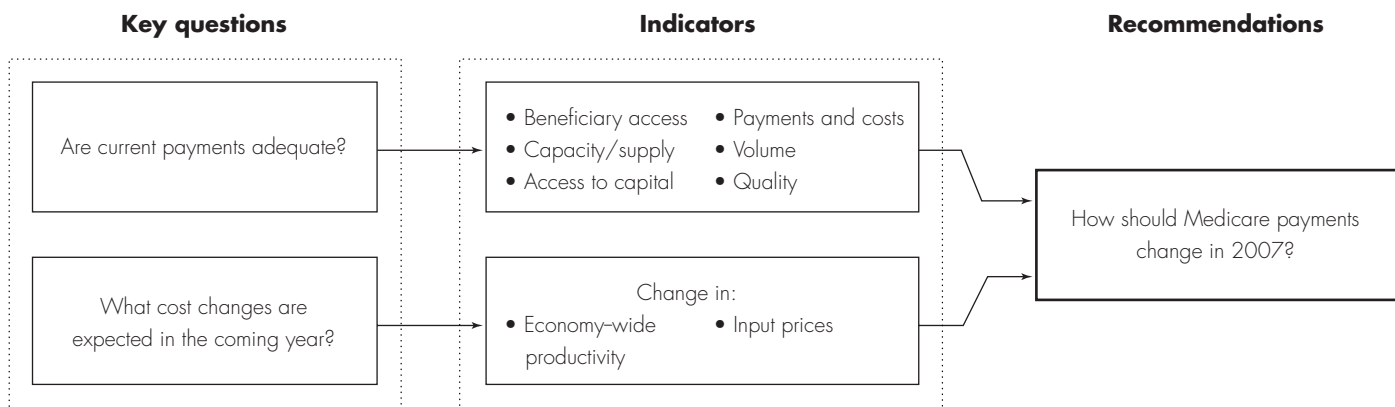 Key questions
Indicators
Recommendations
Are current payments adequate?
• Beneficiary access
• Capacity/supply
• Access to capital
• Payments and costs
• Volume
• Quality
What cost changes are
expected in the coming year?
Change in:
• Economy–wide
productivity
• Input prices
How should Medicare payments
change in 2007?